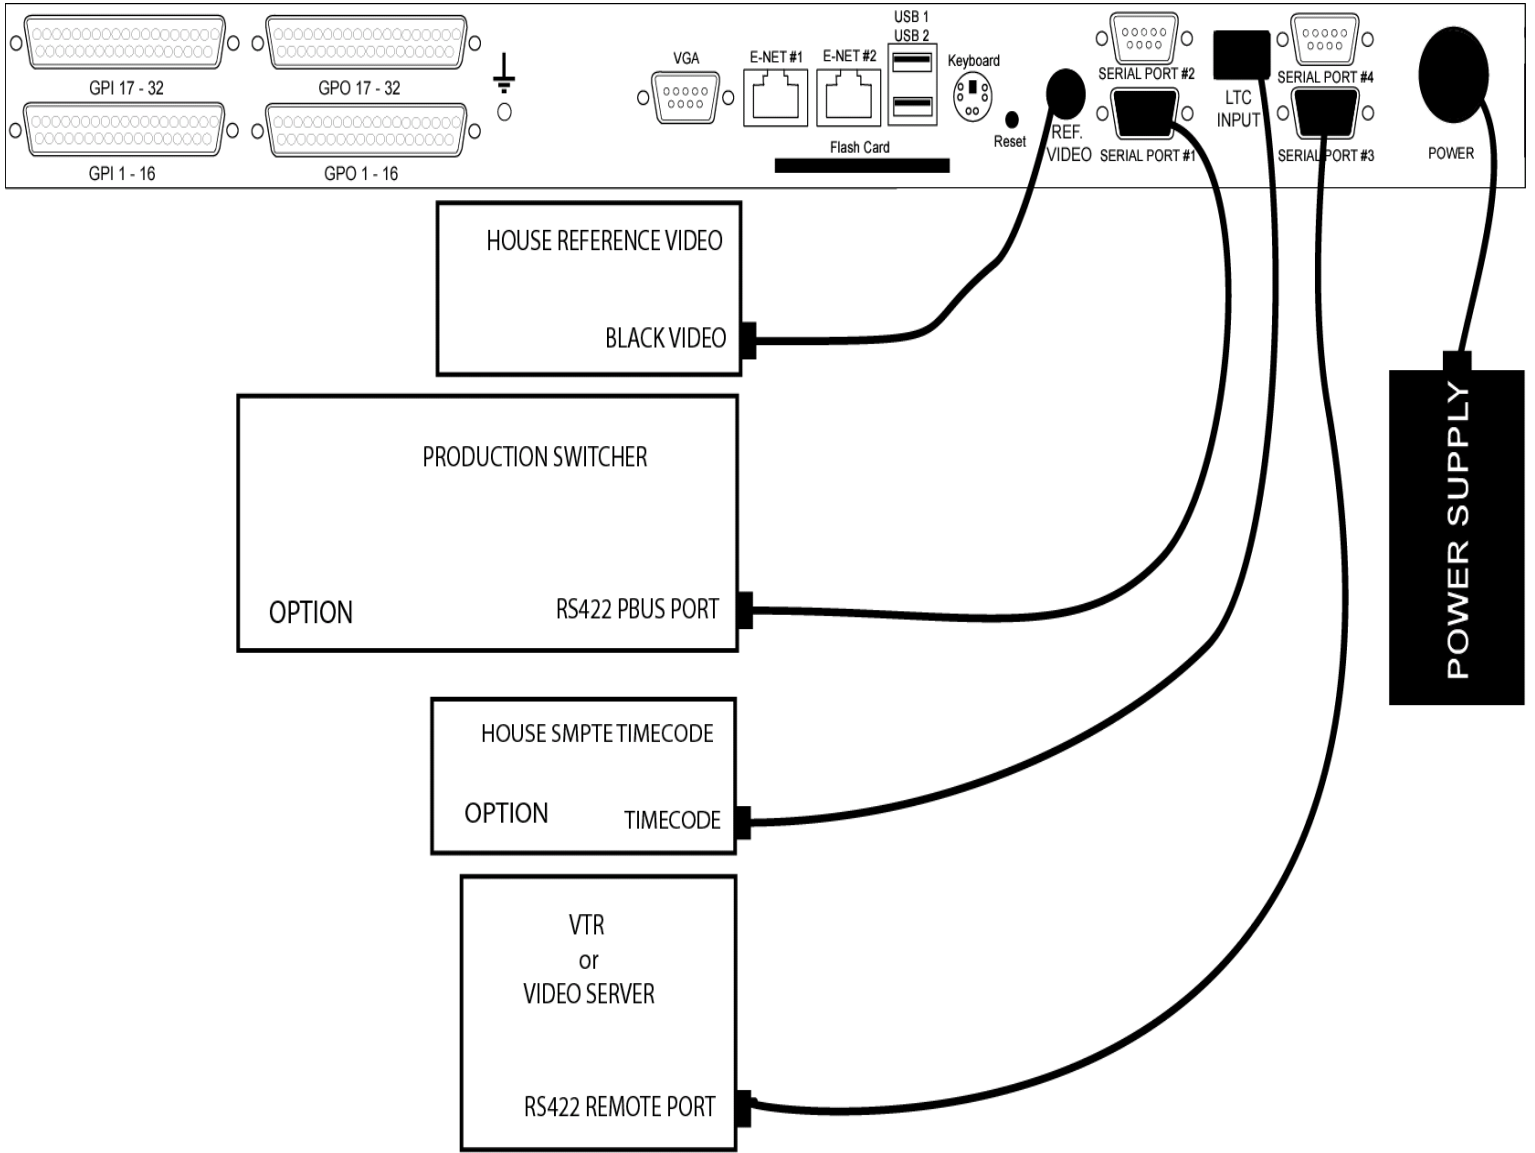 USB 1
USB 2
VGA
E-NET #1
E-NET #2
Keyboard
SERIAL PORT #2
SERIAL PORT #4
GPI 17 - 32
GPO 17 - 32
LTC
INPUT
REF.
VIDEO
Reset
Flash Card
SERIAL PORT #1
SERIAL PORT #3
POWER
GPI 1 - 16
GPO 1 - 16
HOUSE REFERENCE VIDEO
BLACK VIDEO
PRODUCTION SWITCHER
OPTION
RS422 PBUS PORT
POWER SUPPLY
HOUSE SMPTE TIMECODE
OPTION
TIMECODE
VTR
or
VIDEO SERVER
RS422 REMOTE PORT